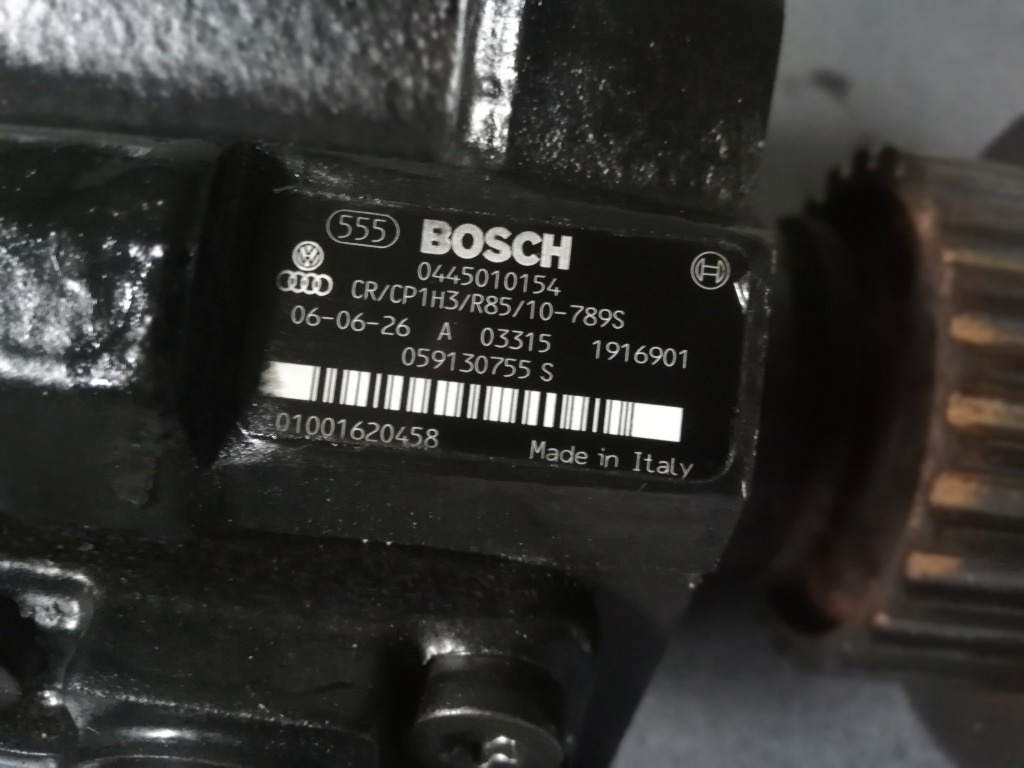 555 BOSCH
0445010154
CR/CP1H3/R85/10-789S
06-06-26 A 03315 1916901
059130755 S
01001620458
Made in Italy